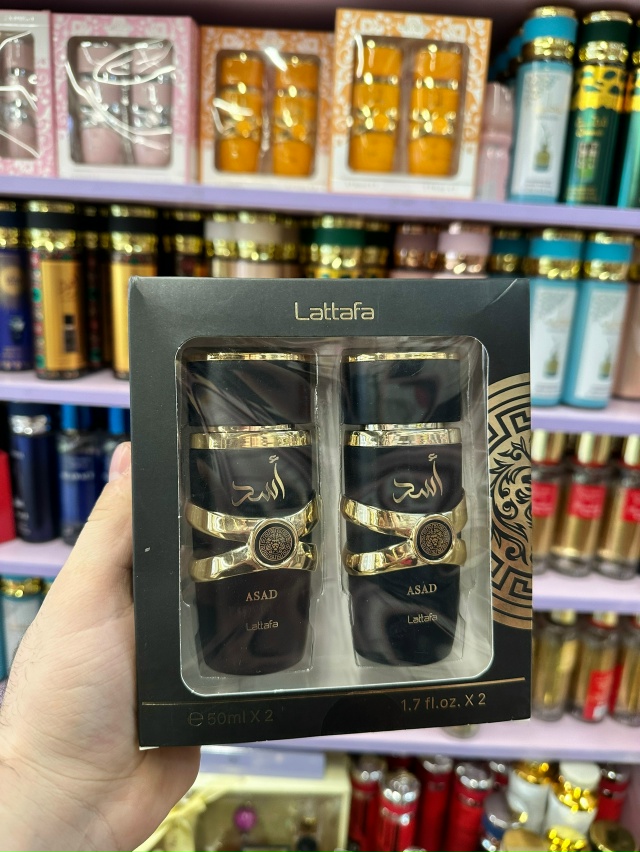 Lattafa
أسد
ASAD
Lattafa
أسد
ASAD
Lattafa
℮ 50ml X 2
1.7 fl.oz. X 2